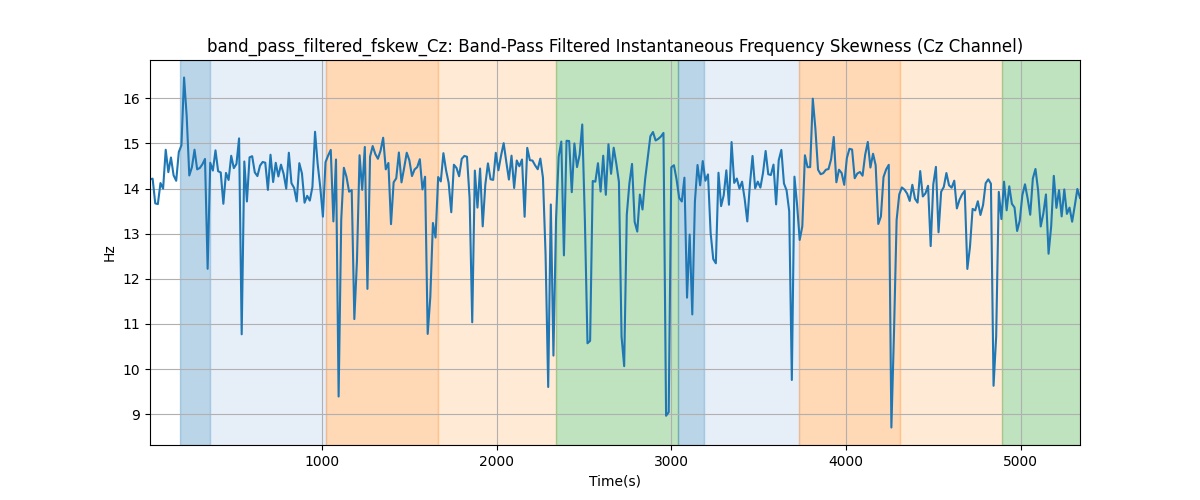 band_pass_filtered_fskew_Cz: Band-Pass Filtered Instantaneous Frequency Skewness (Cz Channel)
16
15
14
13
12
11
10
9
Hz
1000 2000 3000 4000 5000
Time(s)